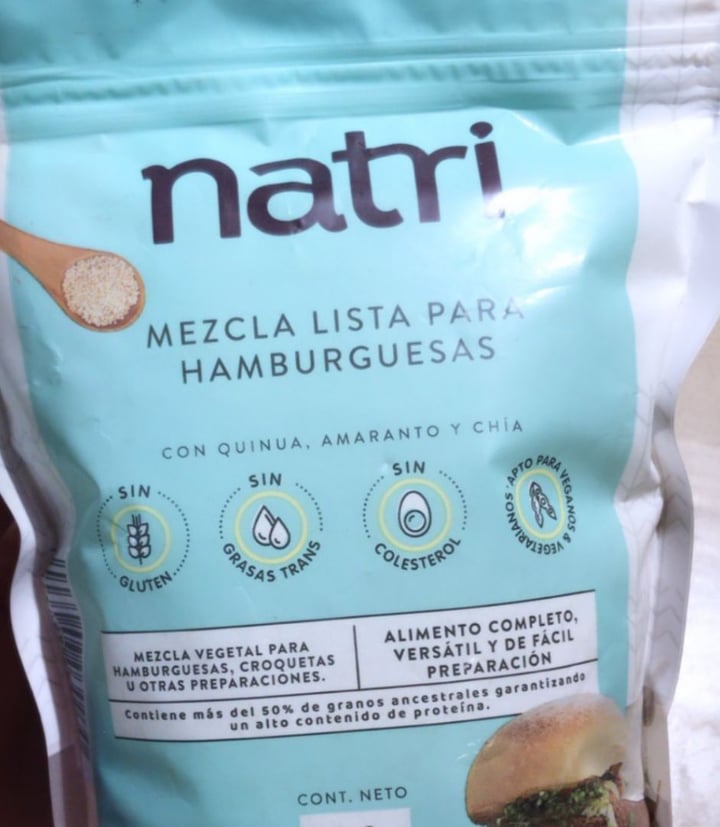 natri
MEZCLA LISTA PARA
HAMBURGUESAS
CON QUINUA, AMARANTO Y CHÍA
SIN
GLUTEN
SIN
GRASAS TRANS
SIN
COLESTEROL
APTO PARA VEGANOS & VEGETARIANOS
MEZCLA VEGETAL PARA
HAMBURGUESAS, CROQUETAS
U OTRAS PREPARACIONES.
ALIMENTO COMPLETO,
VERSÁTIL Y DE FÁCIL
PREPARACIÓN
Contiene más del 50% de granos ancestrales garantizando
un alto contenido de proteína.
CONT. NETO